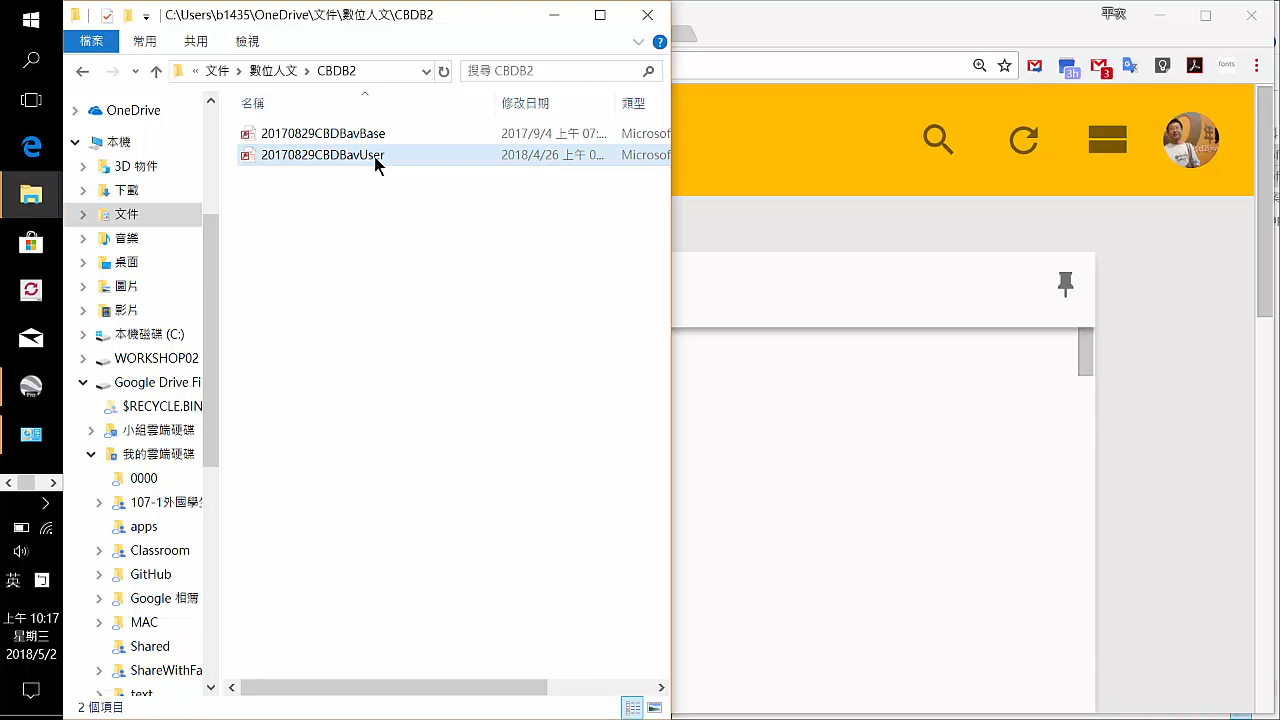 C:\Users\b1435\OneDrive\文件\數位人文\CBDB2
檔案 常用 共用 檢視
« 文件 > 數位人文 > CBDB2
搜尋 CBDB2
名稱 修改日期 類型
20170829CBDBavBase 2017/9/4 上午 07:... Microsof
20170829CBDBavUser 2018/4/26 上午 0... Microsof
OneDrive
本機
3D 物件
下載
文件
音樂
桌面
圖片
影片
本機磁碟 (C:)
WORKSHOP02
Google Drive Fi
$RECYCLE.BIN
小組雲端硬碟
我的雲端硬碟
0000
107-1外國學生
apps
Classroom
GitHub
Google 相簿
MAC
Shared
ShareWithFa
text
2 個項目
英
上午 10:17
星期三
2018/5/2
平次
3h
3
fonts